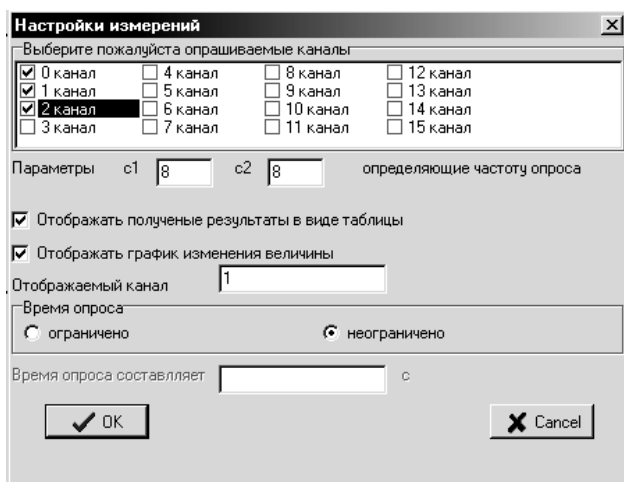 Настройки измерений
Выберите пожалуйста опрашиваемые каналы
0 канал 4 канал 8 канал 12 канал
1 канал 5 канал 9 канал 13 канал
2 канал 6 канал 10 канал 14 канал
3 канал 7 канал 11 канал 15 канал
Параметры c1 8 c2 8 определяющие частоту опроса
Отображать полученые результаты в виде таблицы
Отображать график изменения величины
Отображаемый канал 1
Время опроса
ограничено неограничено
Время опроса составлляет с
OK Cancel